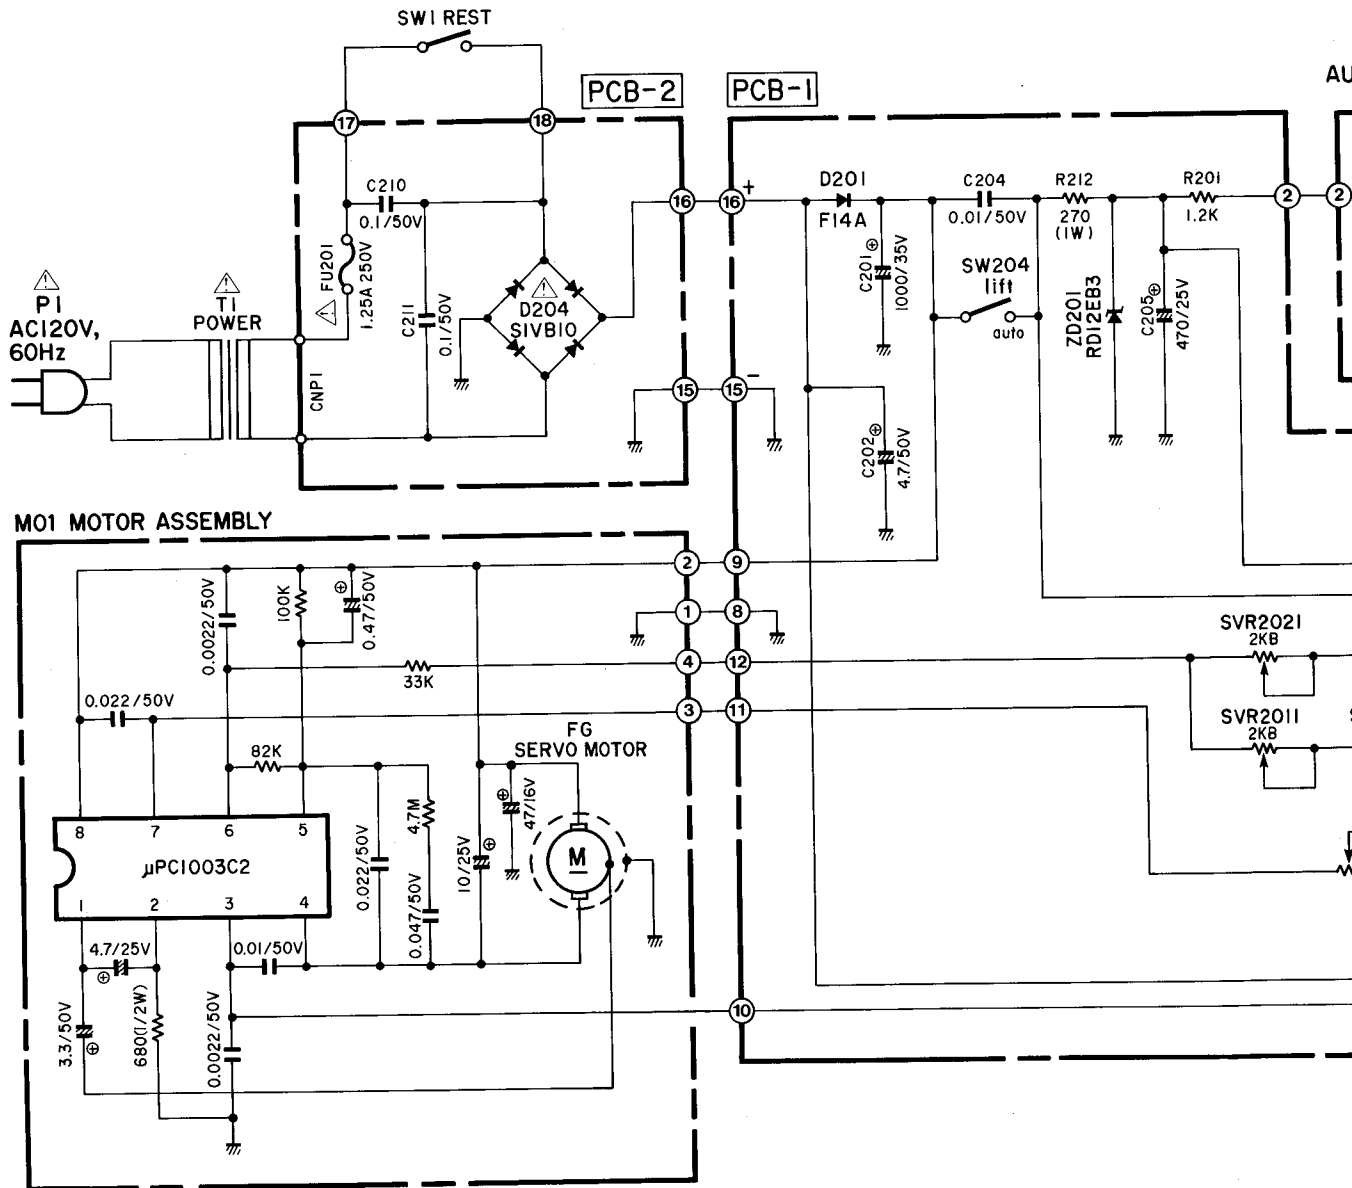 SW1 REST
PCB-2
PCB-1
AU
17
18
C210
0.1/50V
16
16
+
D201
F14A
C204
0.01/50V
R212
270
(1W)
R201
1.2K
2
2
P1
AC120V,
60Hz
T1
POWER
FU201
1.25A 250V
C211
0.1/50V
D204
S1VB10
CNP1
15
15
−
C201
1000/35V
SW204
lift
auto
ZD201
RD12EB3
C205
470/25V
C202
4.7/50V
M01 MOTOR ASSEMBLY
2
9
1
8
4
12
3
11
0.0022/50V
100K
0.47/50V
33K
0.022/50V
82K
FG
SERVO MOTOR
SVR2021
2KB
SVR2011
2KB
8
7
6
5
µPC1003C2
1
2
3
4
0.022/50V
4.7M
0.047/50V
10/25V
47/16V
M
4.7/25V
0.01/50V
3.3/50V
680(1/2W)
0.0022/50V
10